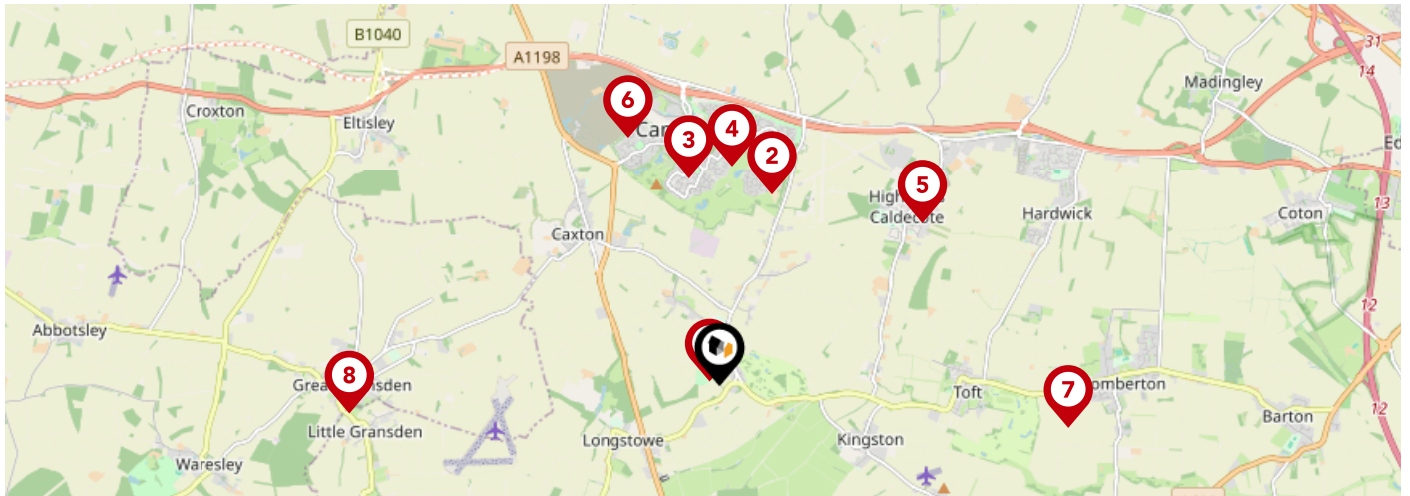 B1040
A1198
31
14
Madingley
Croxton
Eltisley
6
4
3
2
5
13
Caldecote
Hardwick
Coton
Caxton
12
Abbotsley
8
7
Toft
Little Gransden
Longstowe
Kingston
Barton
12
Waresley